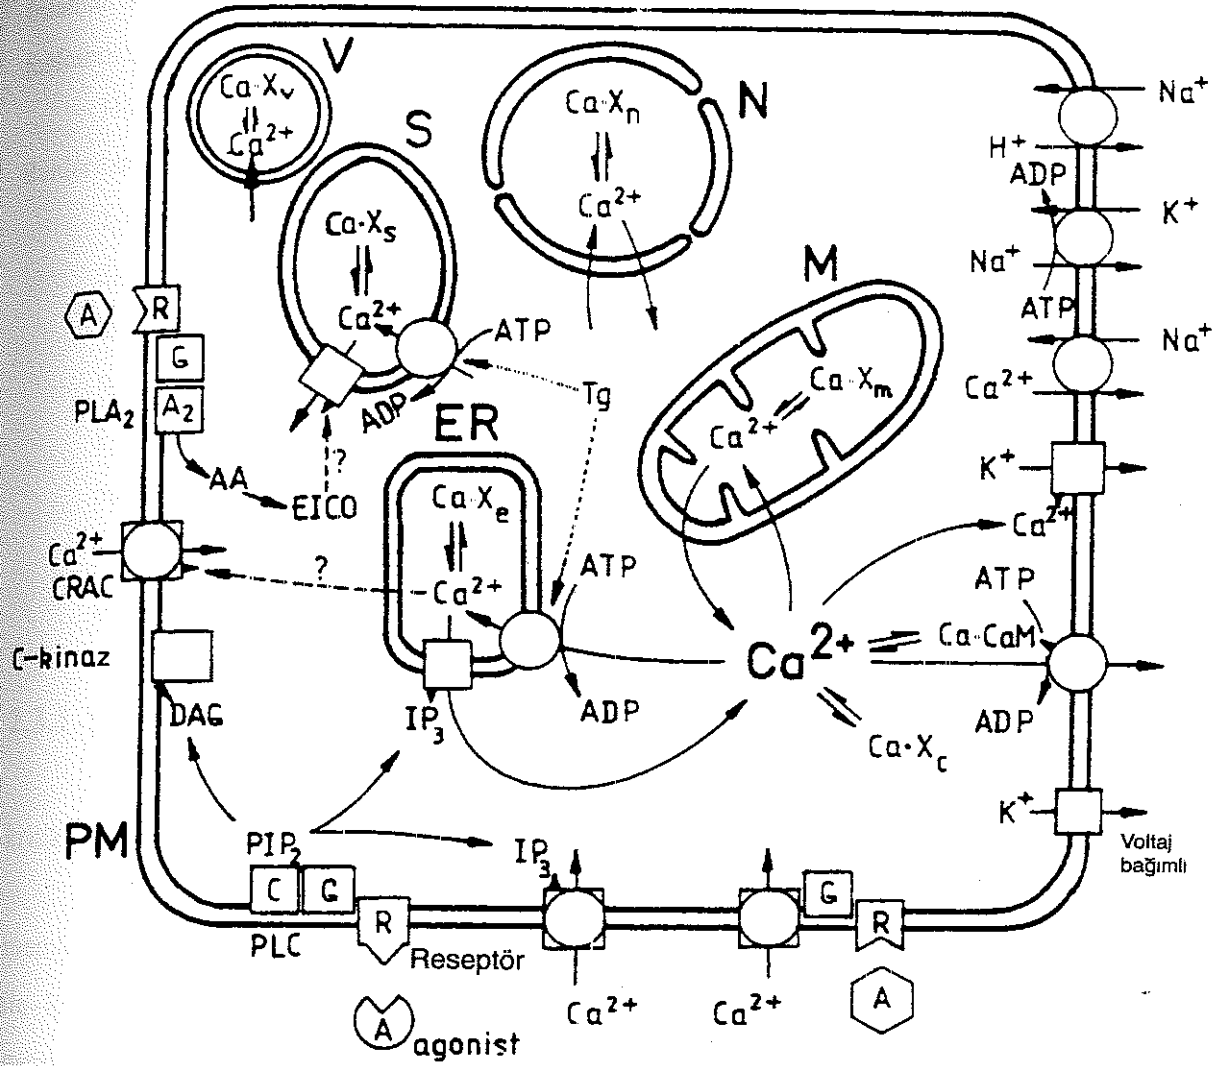 V
Ca·Xᵥ
Ca²⁺
S
Ca·Xₛ
Ca²⁺
ATP
ADP
N
Ca·Xₙ
Ca²⁺
M
Ca·Xₘ
Ca²⁺
Na⁺
H⁺
ADP
K⁺
Na⁺
ATP
Na⁺
Ca²⁺
K⁺
Ca²⁺
A
R
G
PLA₂
A₂
AA
?
EICO
Tg
ER
Ca·Xₑ
Ca²⁺
ATP
ADP
Ca²⁺
CRAC
?
C-kinaz
DAG
IP₃
Ca²⁺
Ca·CaM
ATP
ADP
Ca·X꜀
K⁺
Voltaj
bağımlı
PM
PIP₂
IP₃
C
G
PLC
R
Reseptör
A
agonist
Ca²⁺
Ca²⁺
G
R
A